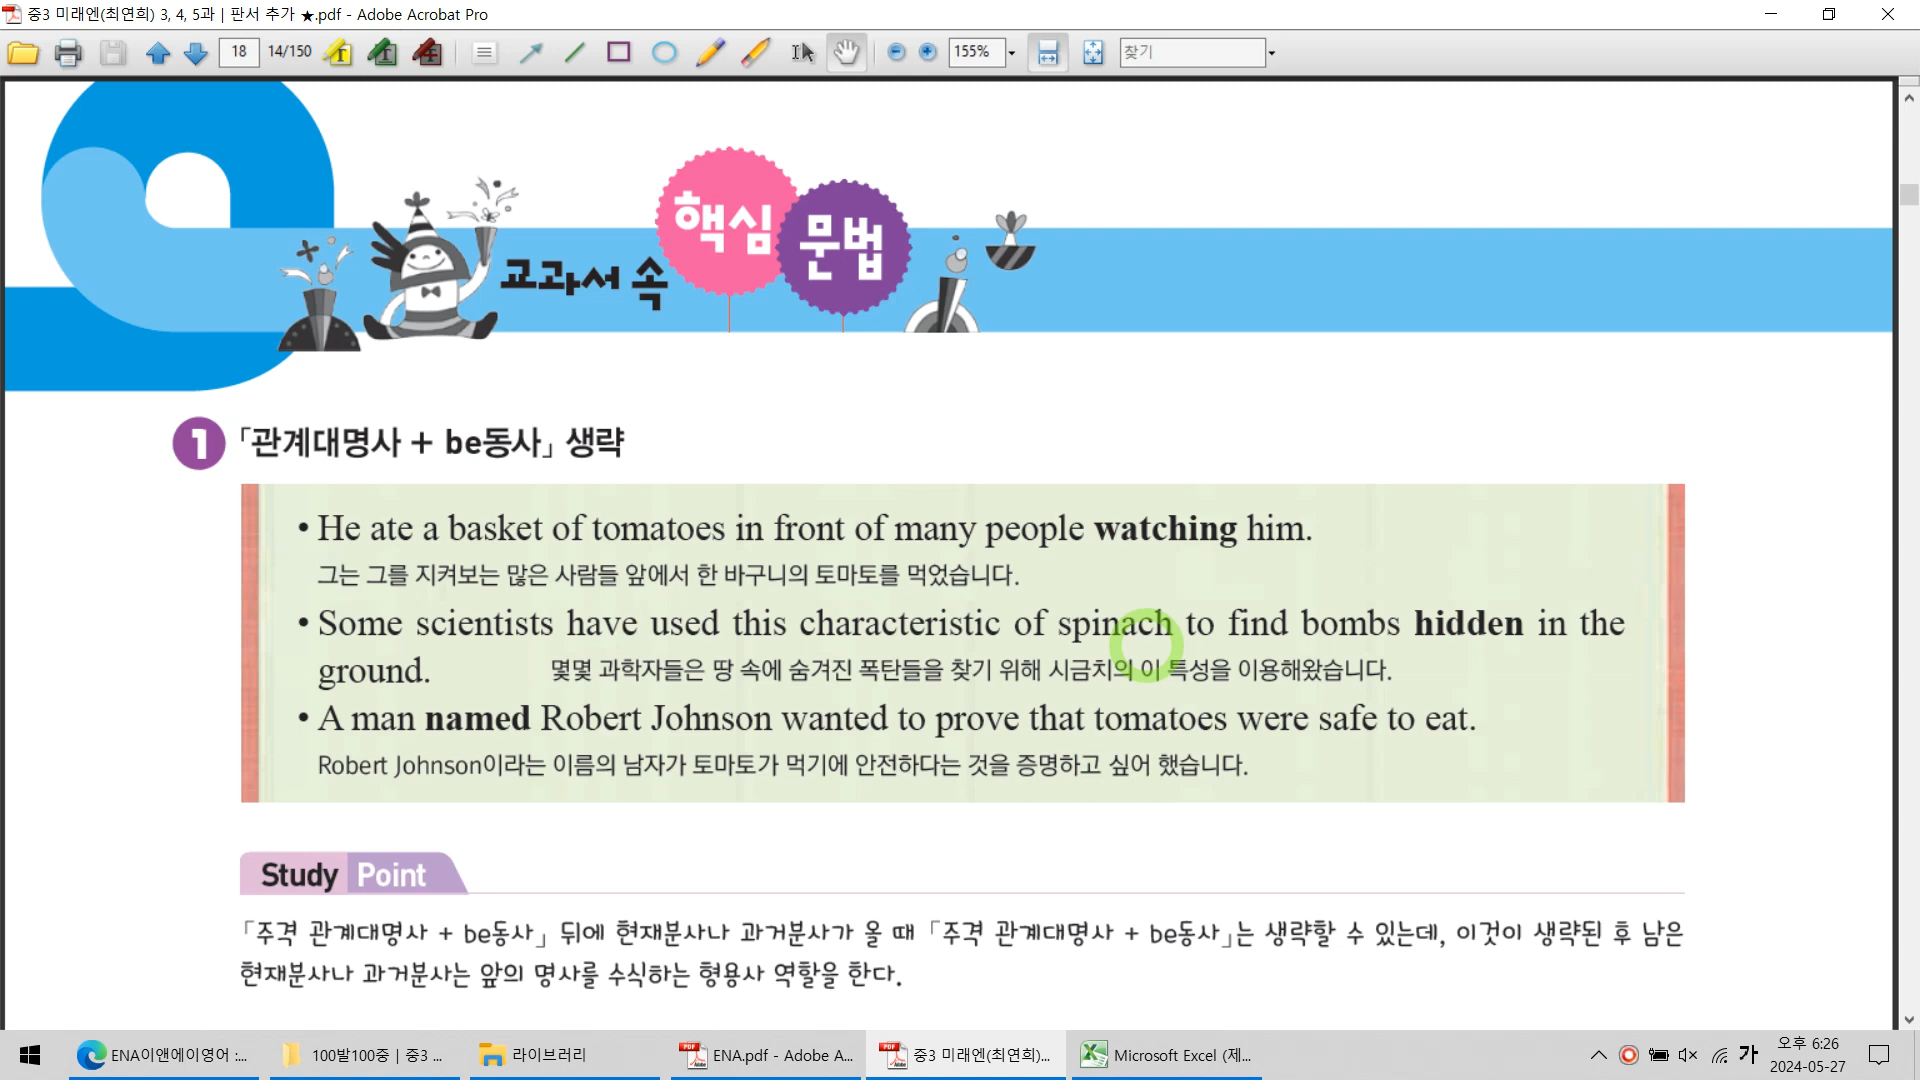 중3 미래엔(최연희) 3, 4, 5과 | 판서 추가 ★.pdf - Adobe Acrobat Pro
18 14/150 155% 찾기
교과서 속 핵심 문법
1 「관계대명사 + be동사」 생략
• He ate a basket of tomatoes in front of many people watching him.
그는 그를 지켜보는 많은 사람들 앞에서 한 바구니의 토마토를 먹었습니다.
• Some scientists have used this characteristic of spinach to find bombs hidden in the
ground. 몇몇 과학자들은 땅 속에 숨겨진 폭탄들을 찾기 위해 시금치의 이 특성을 이용해왔습니다.
• A man named Robert Johnson wanted to prove that tomatoes were safe to eat.
Robert Johnson이라는 이름의 남자가 토마토가 먹기에 안전하다는 것을 증명하고 싶어 했습니다.
Study Point
「주격 관계대명사 + be동사」 뒤에 현재분사나 과거분사가 올 때 「주격 관계대명사 + be동사」는 생략할 수 있는데, 이것이 생략된 후 남은
현재분사나 과거분사는 앞의 명사를 수식하는 형용사 역할을 한다.
ENA이앤에이영어 :... 100발100중 | 중3 ... 라이브러리 ENA.pdf - Adobe A... 중3 미래엔(최연희)... Microsoft Excel (제... 가 오후 6:26
2024-05-27